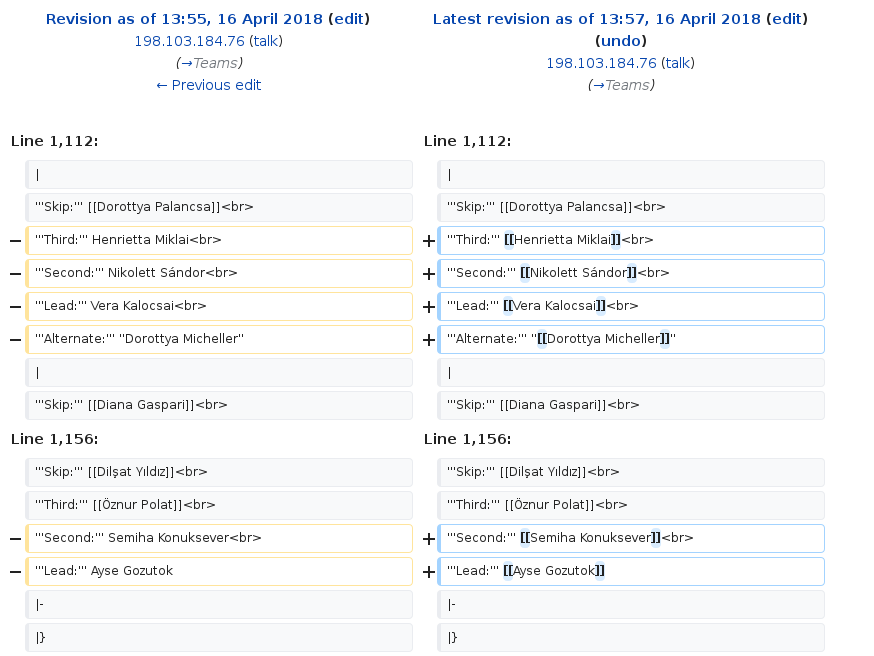 Revision as of 13:55, 16 April 2018 (edit)
198.103.184.76 (talk)
(→Teams)
← Previous edit
Latest revision as of 13:57, 16 April 2018 (edit)
(undo)
198.103.184.76 (talk)
(→Teams)
Line 1,112:
Line 1,112:
|
|
'''Skip:''' [[Dorottya Palancsa]]<br>
'''Skip:''' [[Dorottya Palancsa]]<br>
− '''Third:''' Henrietta Miklai<br>
+ '''Third:''' [[Henrietta Miklai]]<br>
− '''Second:''' Nikolett Sándor<br>
+ '''Second:''' [[Nikolett Sándor]]<br>
− '''Lead:''' Vera Kalocsai<br>
+ '''Lead:''' [[Vera Kalocsai]]<br>
− '''Alternate:''' ''Dorottya Micheller''
+ '''Alternate:''' ''[[Dorottya Micheller]]''
|
|
'''Skip:''' [[Diana Gaspari]]<br>
'''Skip:''' [[Diana Gaspari]]<br>
Line 1,156:
Line 1,156:
'''Skip:''' [[Dilşat Yıldız]]<br>
'''Skip:''' [[Dilşat Yıldız]]<br>
'''Third:''' [[Öznur Polat]]<br>
'''Third:''' [[Öznur Polat]]<br>
− '''Second:''' Semiha Konuksever<br>
+ '''Second:''' [[Semiha Konuksever]]<br>
− '''Lead:''' Ayse Gozutok
+ '''Lead:''' [[Ayse Gozutok]]
|-
|-
|}
|}